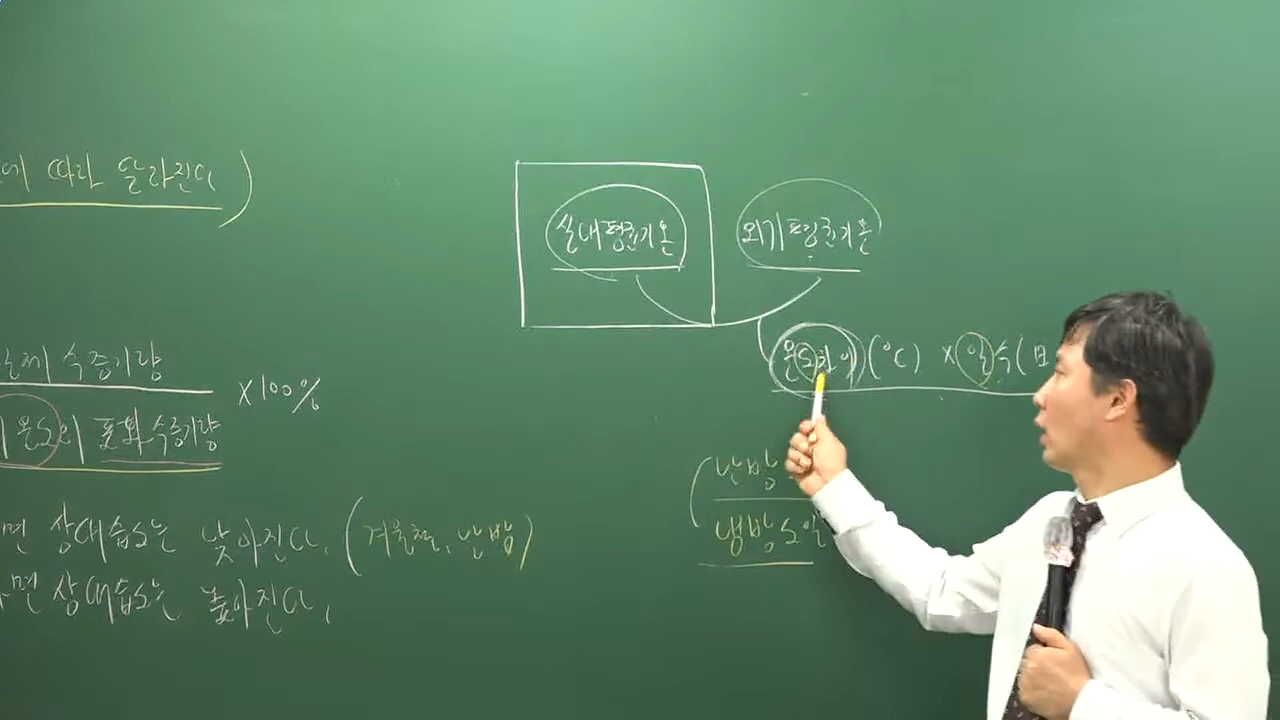 에 따라 달라진다)
실제 수증기량
온도의 포화수증기량
×100%
면 상대습도는 낮아진다. (겨울철, 난방)
면 상대습도는 높아진다.
실내평균기온
외기평균기온
온도차이(℃) ×일수(日
난방
냉방도일